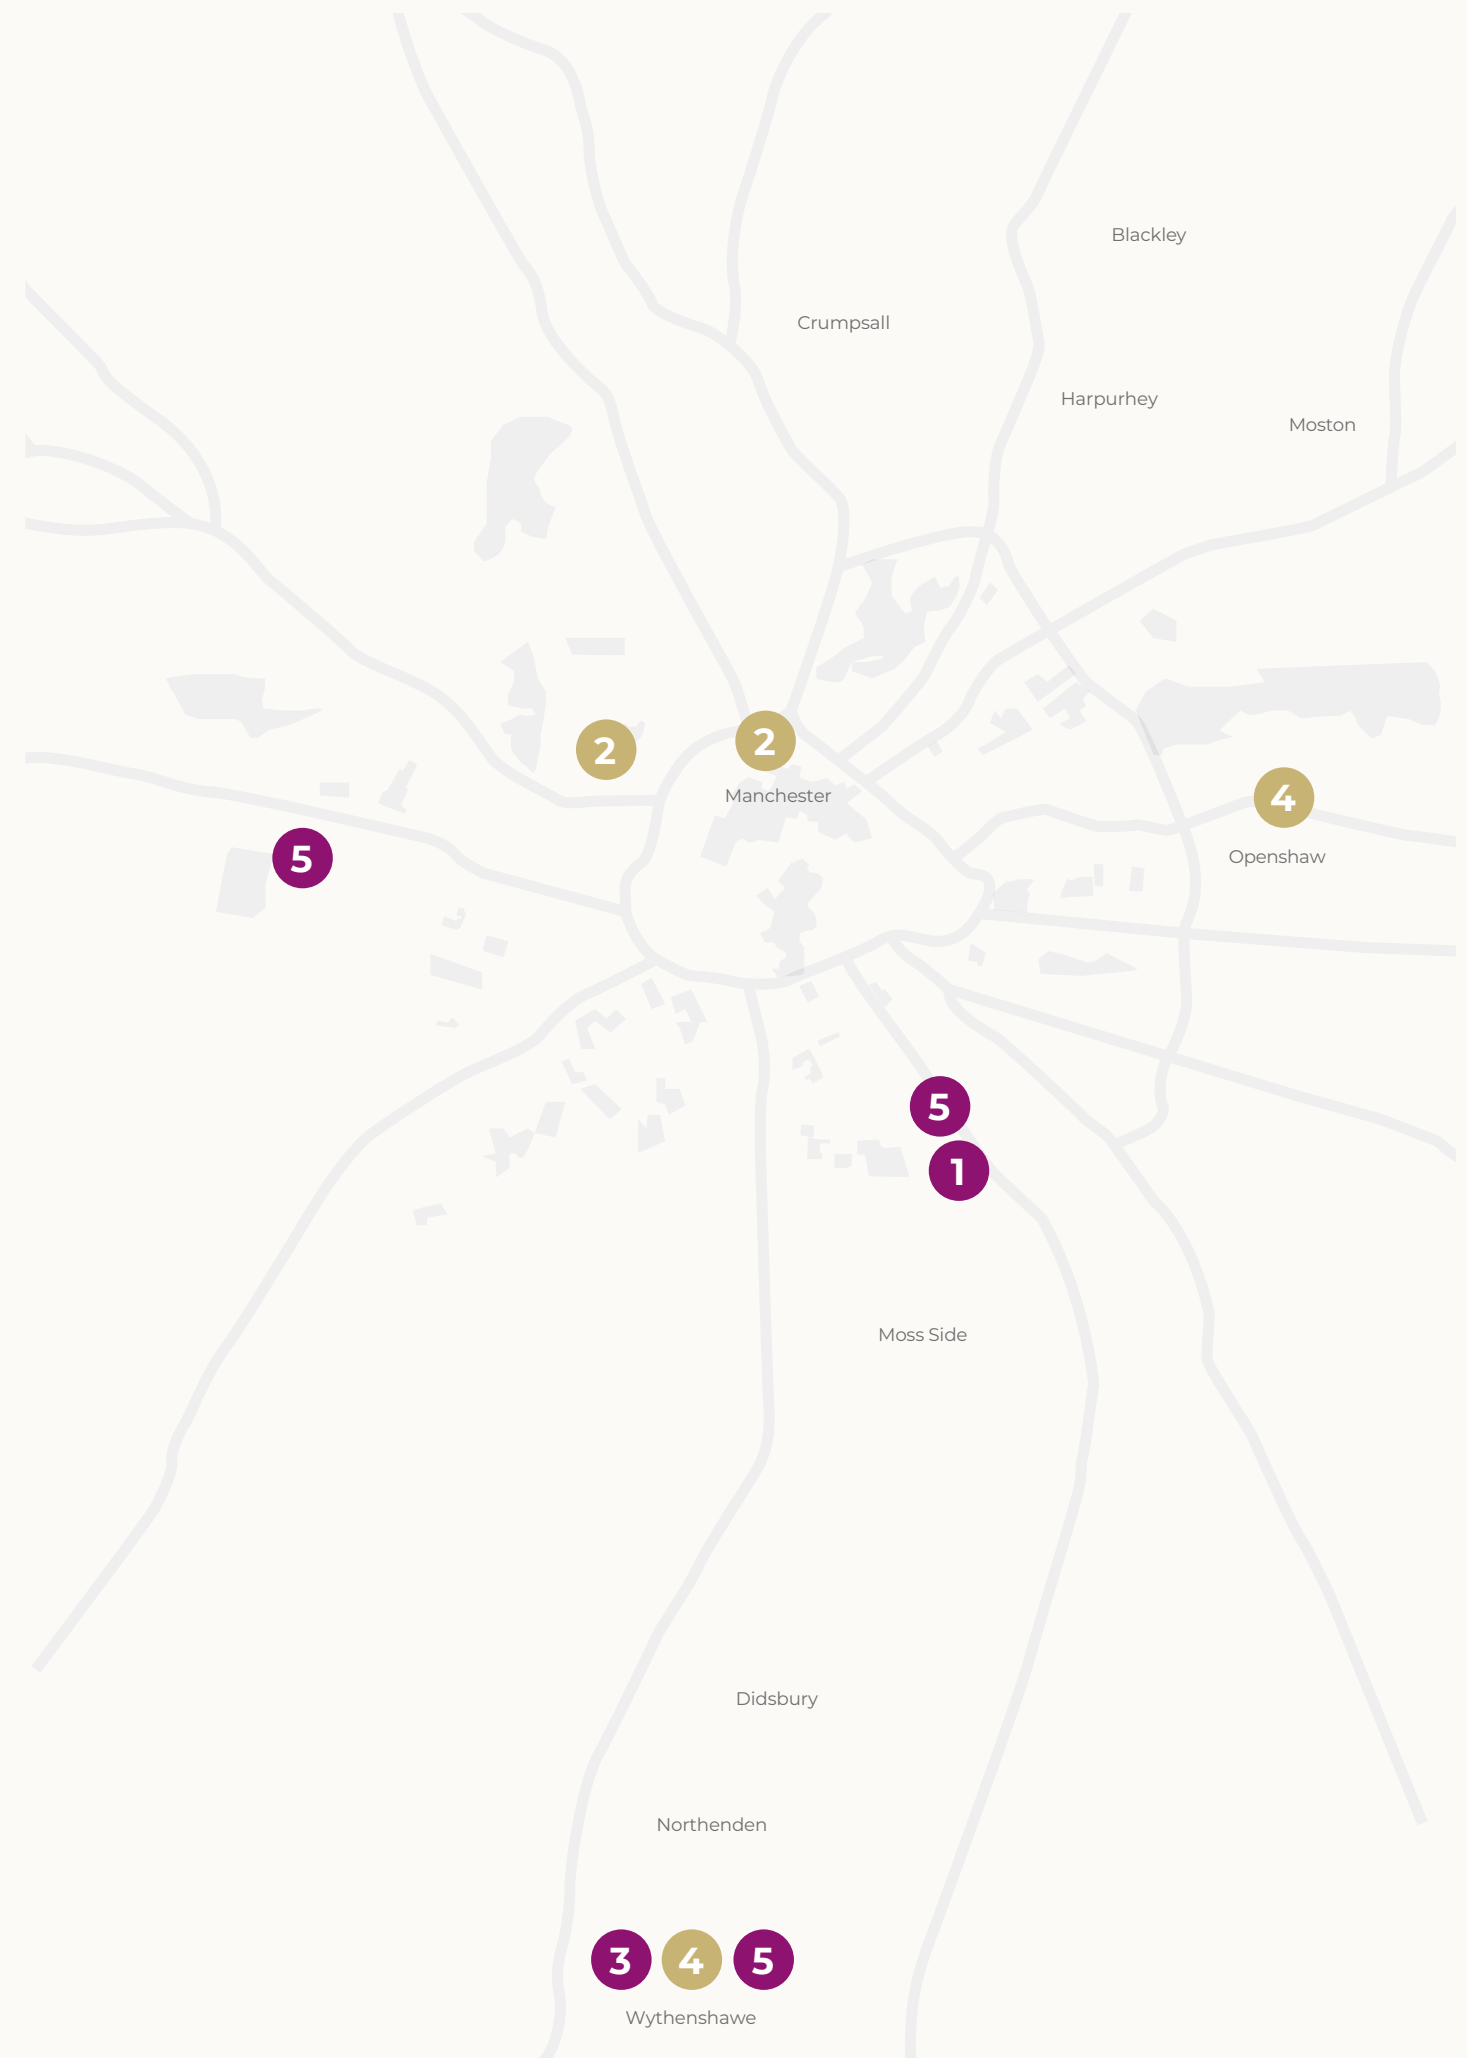 Blackley
Crumpsall
Harpurhey
Moston
2
2
Manchester
4
5
Openshaw
5
1
Moss Side
Didsbury
Northenden
3 4 5
Wythenshawe